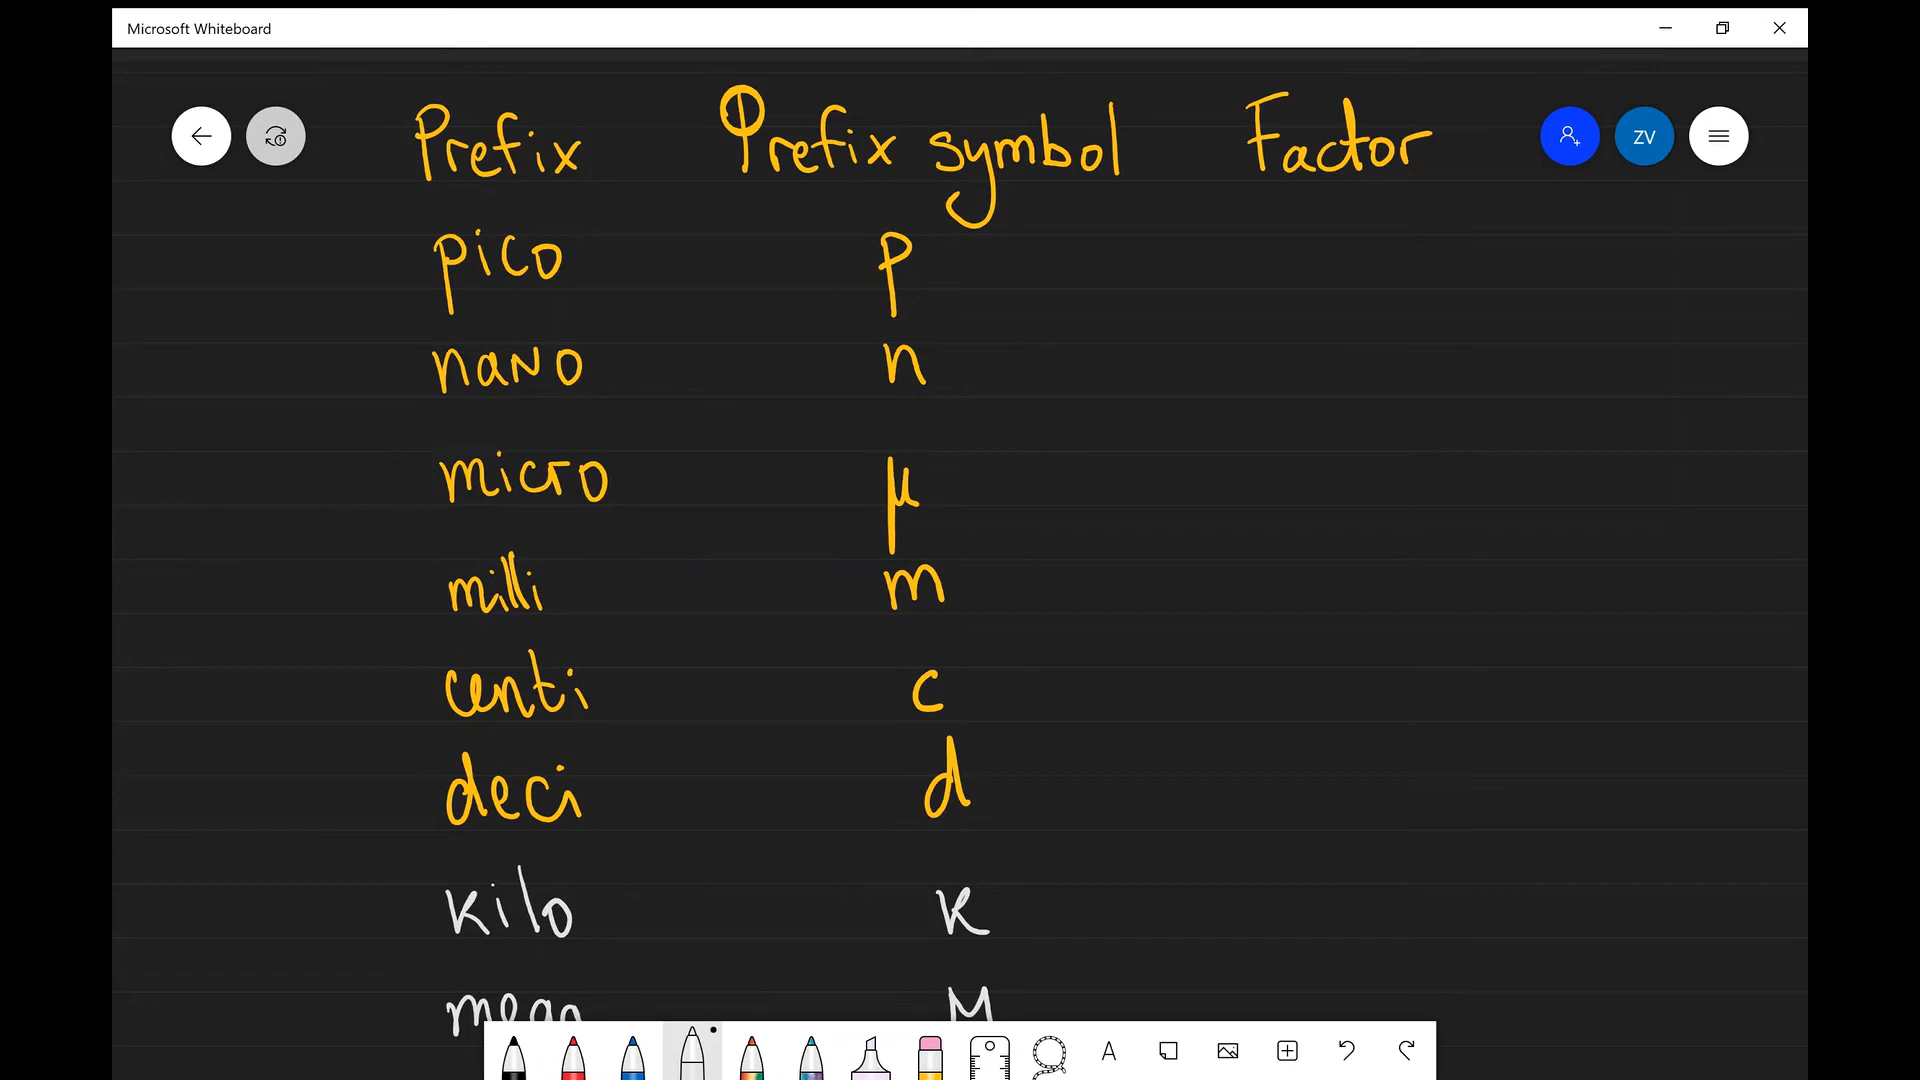 Microsoft Whiteboard
Prefix Prefix symbol Factor
ZV
pico p
nano n
micro μ
milli m
centi c
deci d
kilo k
mega M
A